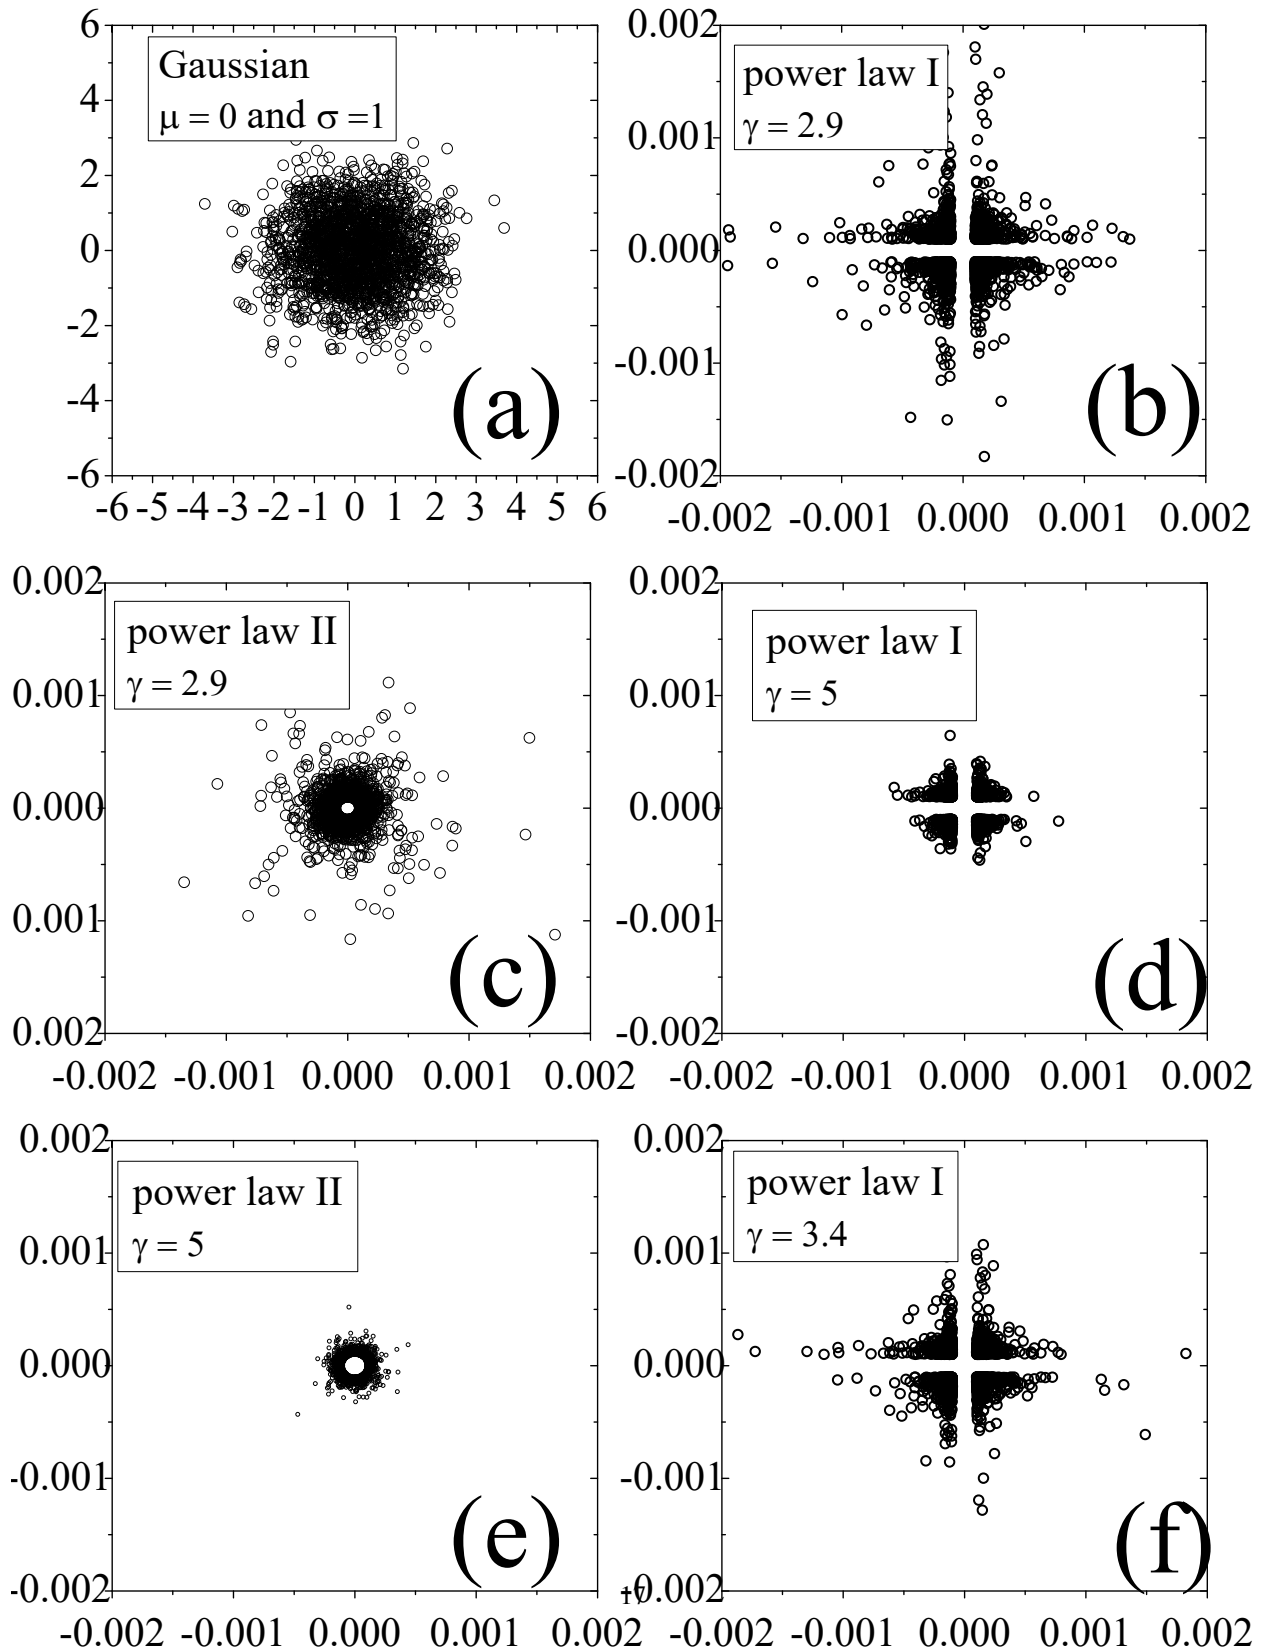 6
4
2
0
-2
-4
-6
Gaussian
μ = 0 and σ =1
(a)
-6 -5 -4 -3 -2 -1 0 1 2 3 4 5 6
0.002
0.001
0.000
-0.001
-0.002
power law I
γ = 2.9
(b)
-0.002 -0.001 0.000 0.001 0.002
0.002
0.001
0.000
0.001
0.002
power law II
γ = 2.9
(c)
-0.002 -0.001 0.000 0.001 0.002
0.002
0.001
0.000
-0.001
-0.002
power law I
γ = 5
(d)
-0.002 -0.001 0.000 0.001 0.002
0.002
0.001
0.000
-0.001
-0.002
power law II
γ = 5
(e)
-0.002 -0.001 0.000 0.001 0.002
0.002
0.001
0.000
-0.001
-0.002
power law I
γ = 3.4
(f)
-0.002 -0.001 0.000 0.001 0.002
17